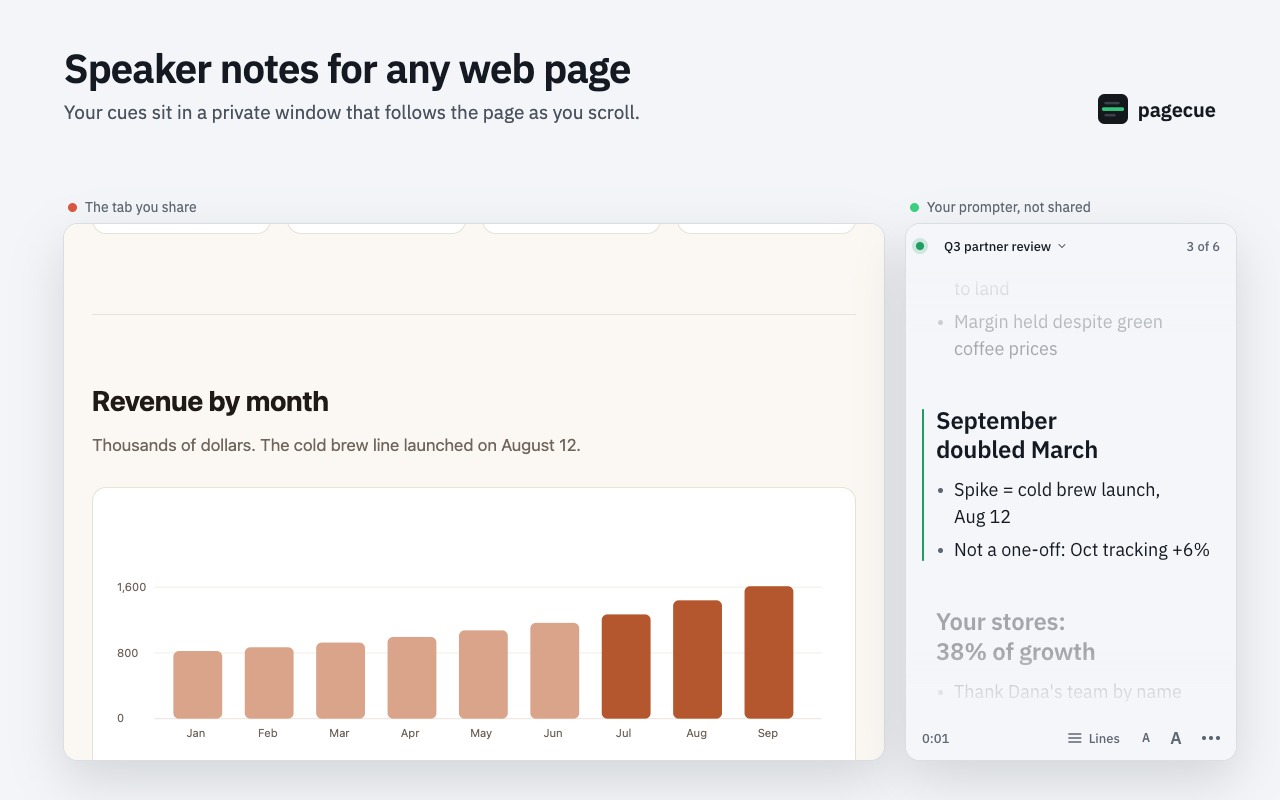 Speaker notes for any web page
Your cues sit in a private window that follows the page as you scroll.
pagecue
The tab you share
Revenue by month
Thousands of dollars. The cold brew line launched on August 12.
1,600
800
0
Jan Feb Mar Apr May Jun Jul Aug Sep
Your prompter, not shared
Q3 partner review
3 of 6
to land
• Margin held despite green
coffee prices
September
doubled March
• Spike = cold brew launch,
Aug 12
• Not a one-off: Oct tracking +6%
Your stores:
38% of growth
• Thank Dana's team by name
0:01
Lines
A A